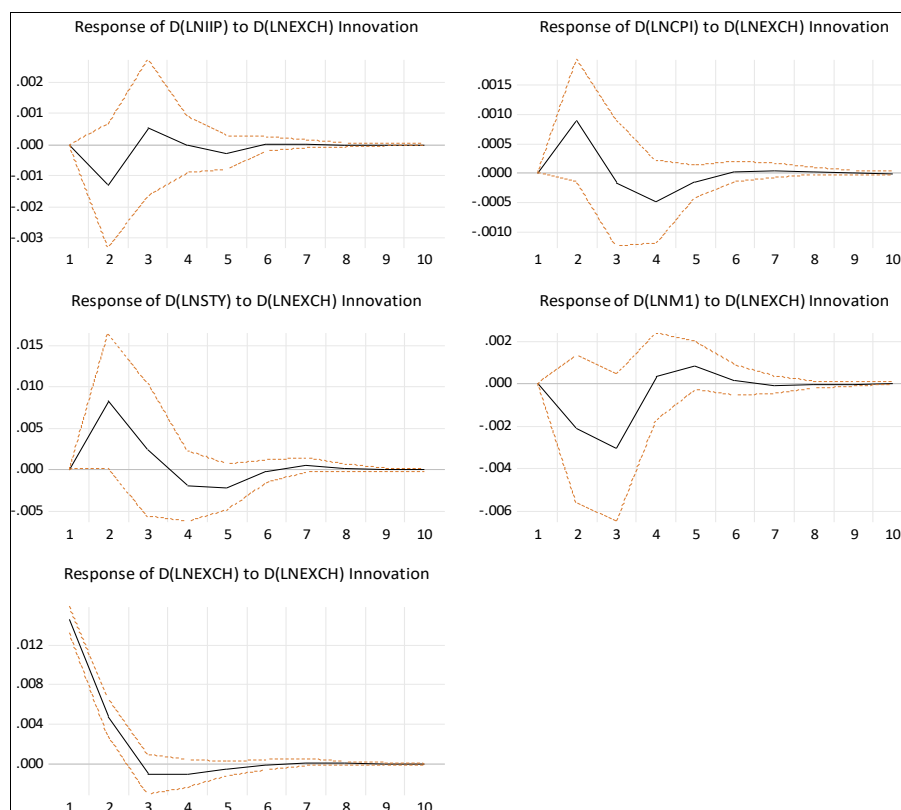 Response of D(LNIIP) to D(LNEXCH) Innovation
.002
.001
.000
-.001
-.002
-.003
1 2 3 4 5 6 7 8 9 10
Response of D(LNCPI) to D(LNEXCH) Innovation
.0015
.0010
.0005
.0000
-.0005
-.0010
1 2 3 4 5 6 7 8 9 10
Response of D(LNSTY) to D(LNEXCH) Innovation
.015
.010
.005
.000
-.005
1 2 3 4 5 6 7 8 9 10
Response of D(LNM1) to D(LNEXCH) Innovation
.002
.000
-.002
-.004
-.006
1 2 3 4 5 6 7 8 9 10
Response of D(LNEXCH) to D(LNEXCH) Innovation
.012
.008
.004
.000
1 2 3 4 5 6 7 8 9 10